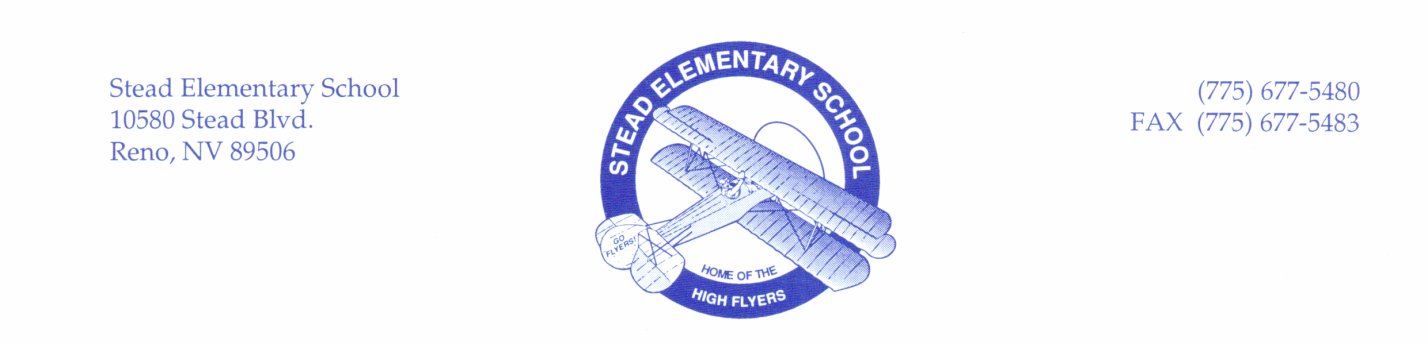 Stead Elementary School
10580 Stead Blvd.
Reno, NV 89506
STEAD ELEMENTARY SCHOOL
GO
FLYERS!
HOME OF THE
HIGH FLYERS
(775) 677-5480
FAX (775) 677-5483